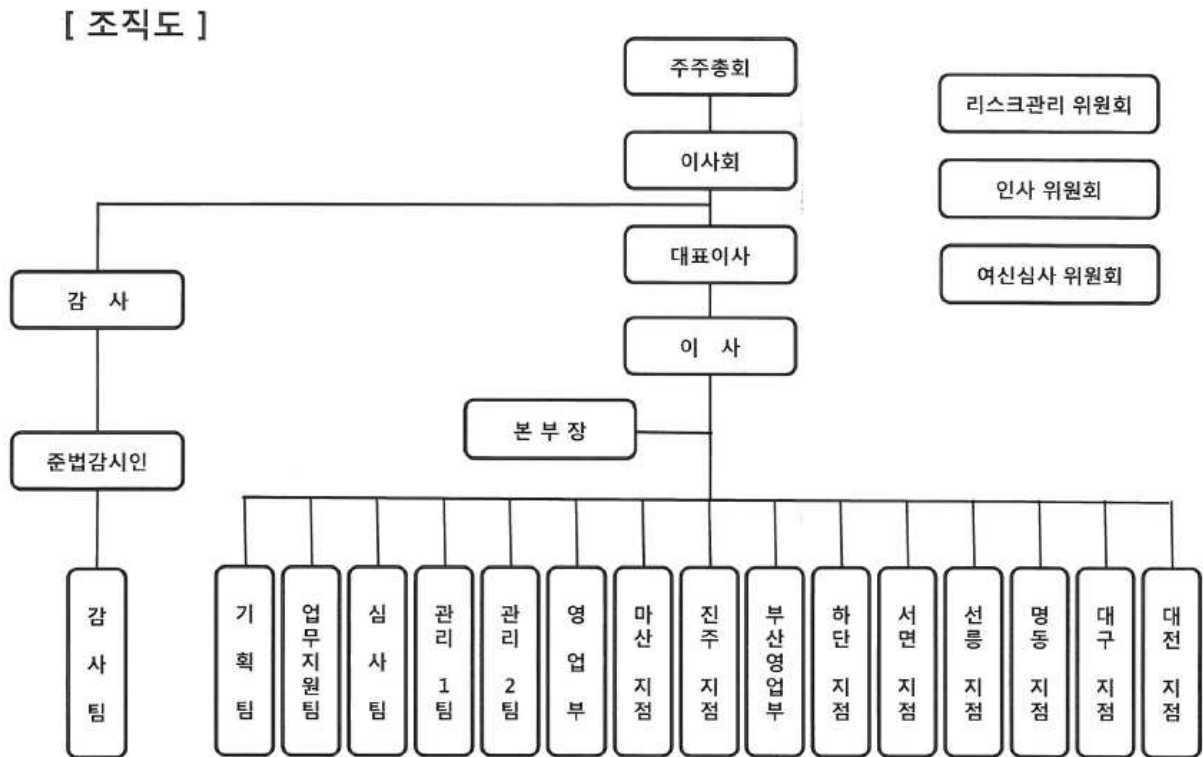 [ 조직도 ]
주주총회
리스크관리 위원회
이사회
인사 위원회
대표이사
여신심사 위원회
감 사
이 사
본 부 장
준법감시인
감 사 팀
기 획 팀
업무지원팀
심 사 팀
관리 1팀
관리 2팀
영 업 부
마산 지점
진주 지점
부산영업부
하단 지점
서면 지점
선릉 지점
명동 지점
대구 지점
대전 지점